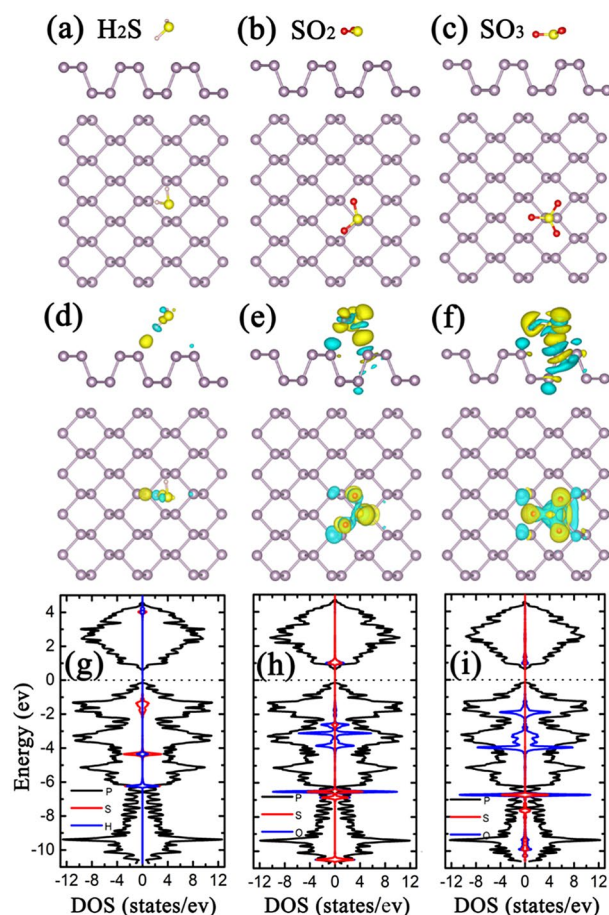 (a) H2S
(b) SO2
(c) SO3
(d)
(e)
(f)
(g)
(h)
(i)
Energy (ev)
4
2
0
-2
-4
-6
-8
-10
P
S
H
P
S
O
P
S
O
-12 -8 -4 0 4 8 12
-12 -8 -4 0 4 8 12
-12 -8 -4 0 4 8 12
DOS (states/ev)
DOS (states/ev)
DOS (states/ev)